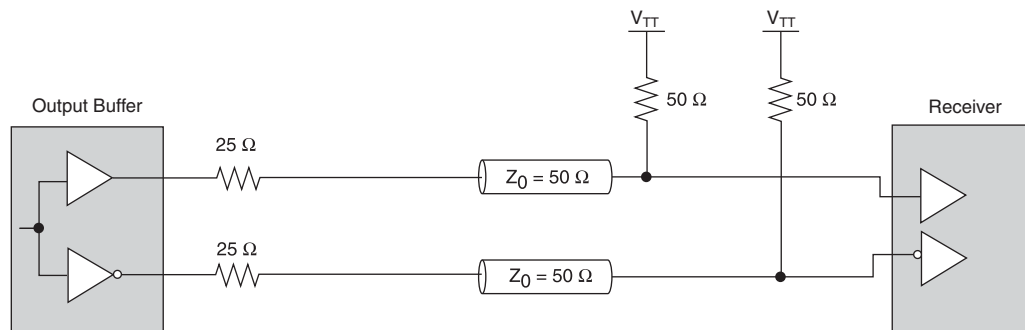 V_TT V_TT
Output Buffer
50 Ω 50 Ω
Receiver
25 Ω
Z_0 = 50 Ω
25 Ω
Z_0 = 50 Ω